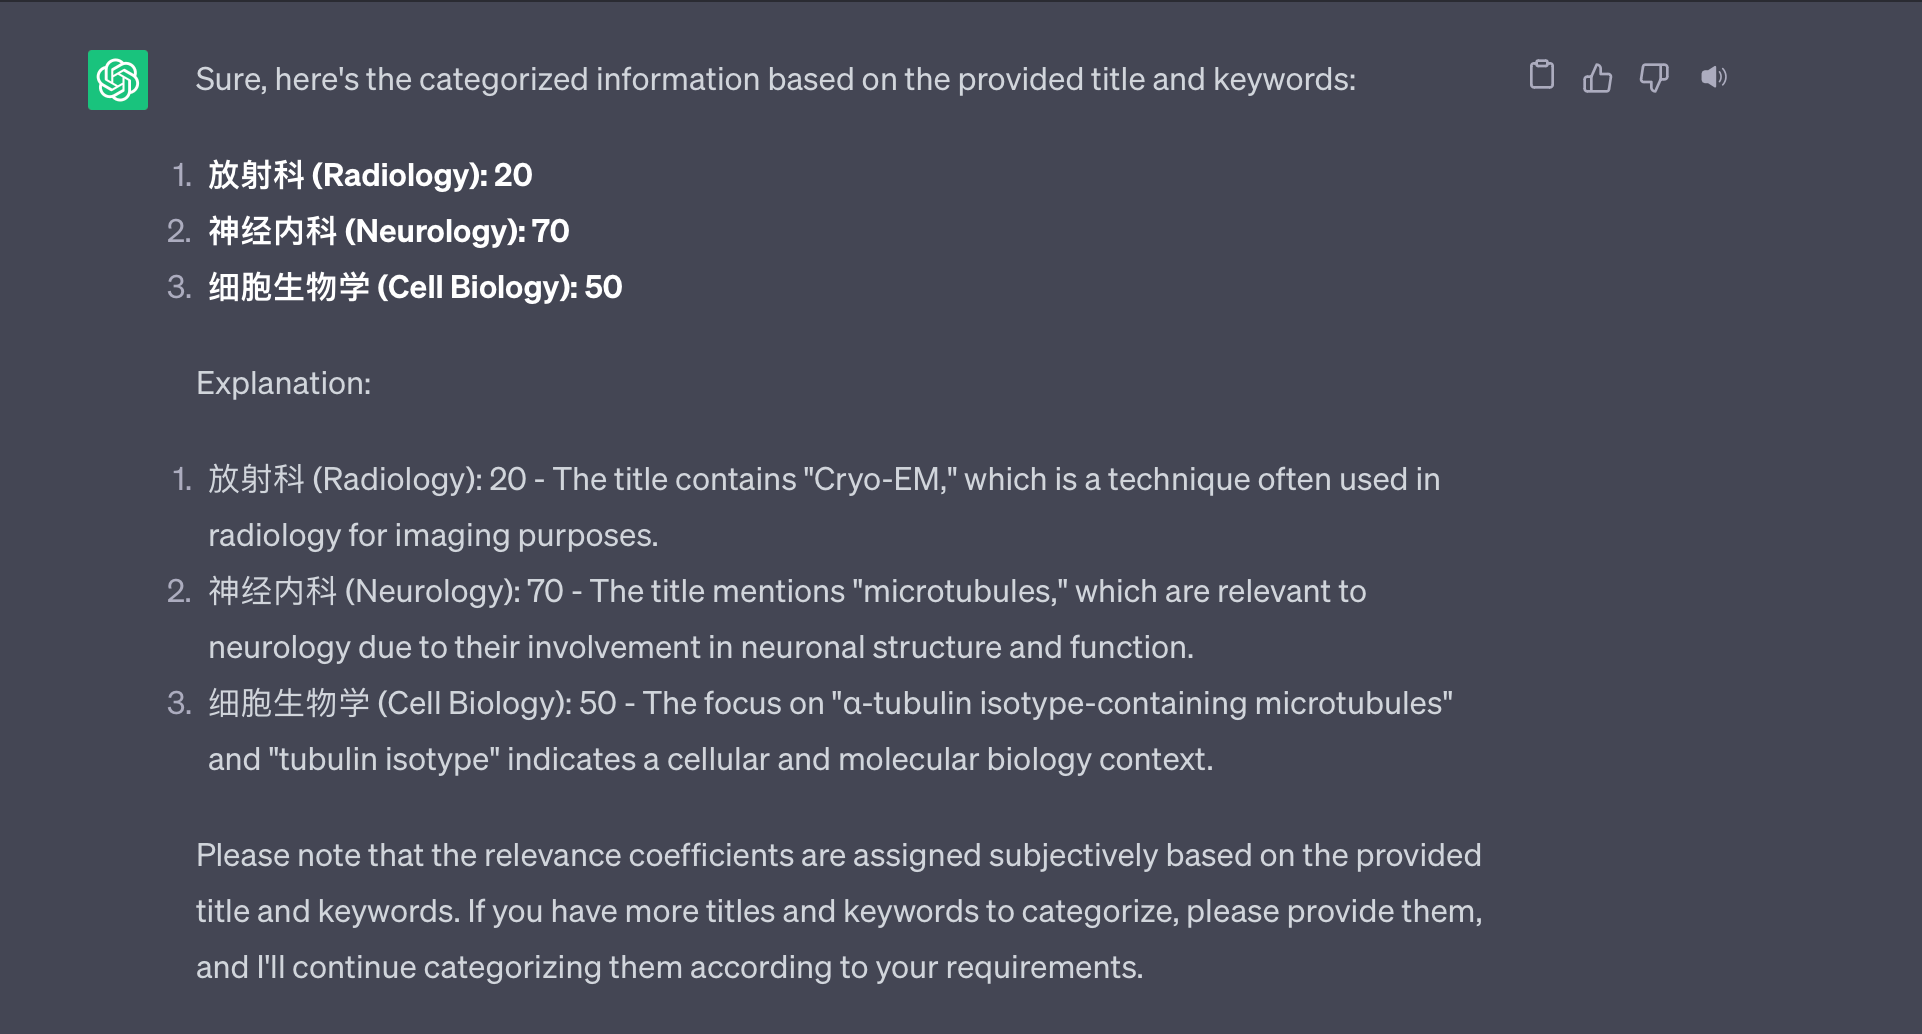 Sure, here's the categorized information based on the provided title and keywords:
1. 放射科 (Radiology): 20
2. 神经内科 (Neurology): 70
3. 细胞生物学 (Cell Biology): 50
Explanation:
1. 放射科 (Radiology): 20 - The title contains "Cryo-EM," which is a technique often used in
radiology for imaging purposes.
2. 神经内科 (Neurology): 70 - The title mentions "microtubules," which are relevant to
neurology due to their involvement in neuronal structure and function.
3. 细胞生物学 (Cell Biology): 50 - The focus on "α-tubulin isotype-containing microtubules"
and "tubulin isotype" indicates a cellular and molecular biology context.
Please note that the relevance coefficients are assigned subjectively based on the provided
title and keywords. If you have more titles and keywords to categorize, please provide them,
and I'll continue categorizing them according to your requirements.